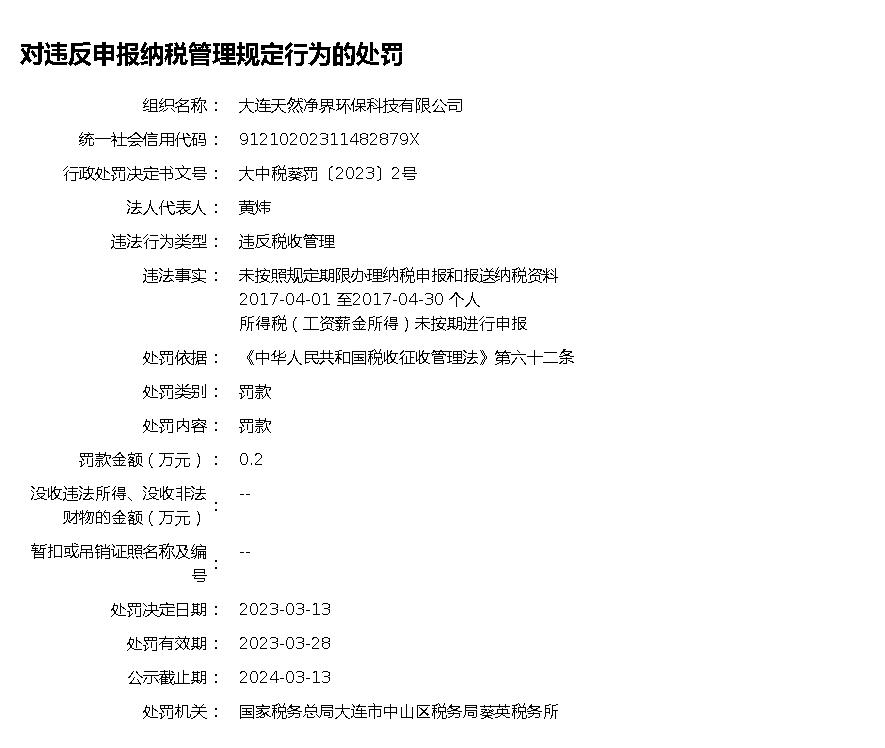 对违反申报纳税管理规定行为的处罚
组织名称： 大连天然净界环保科技有限公司
统一社会信用代码： 91210202311482879X
行政处罚决定书文号： 大中税葵罚〔2023〕2号
法人代表人： 黄炜
违法行为类型： 违反税收管理
违法事实： 未按照规定期限办理纳税申报和报送纳税资料
2017-04-01 至2017-04-30 个人
所得税（工资薪金所得）未按期进行申报
处罚依据： 《中华人民共和国税收征收管理法》第六十二条
处罚类别： 罚款
处罚内容： 罚款
罚款金额（万元）： 0.2
没收违法所得、没收非法
财物的金额（万元）： --
暂扣或吊销证照名称及编
号： --
处罚决定日期： 2023-03-13
处罚有效期： 2023-03-28
公示截止期： 2024-03-13
处罚机关： 国家税务总局大连市中山区税务局葵英税务所